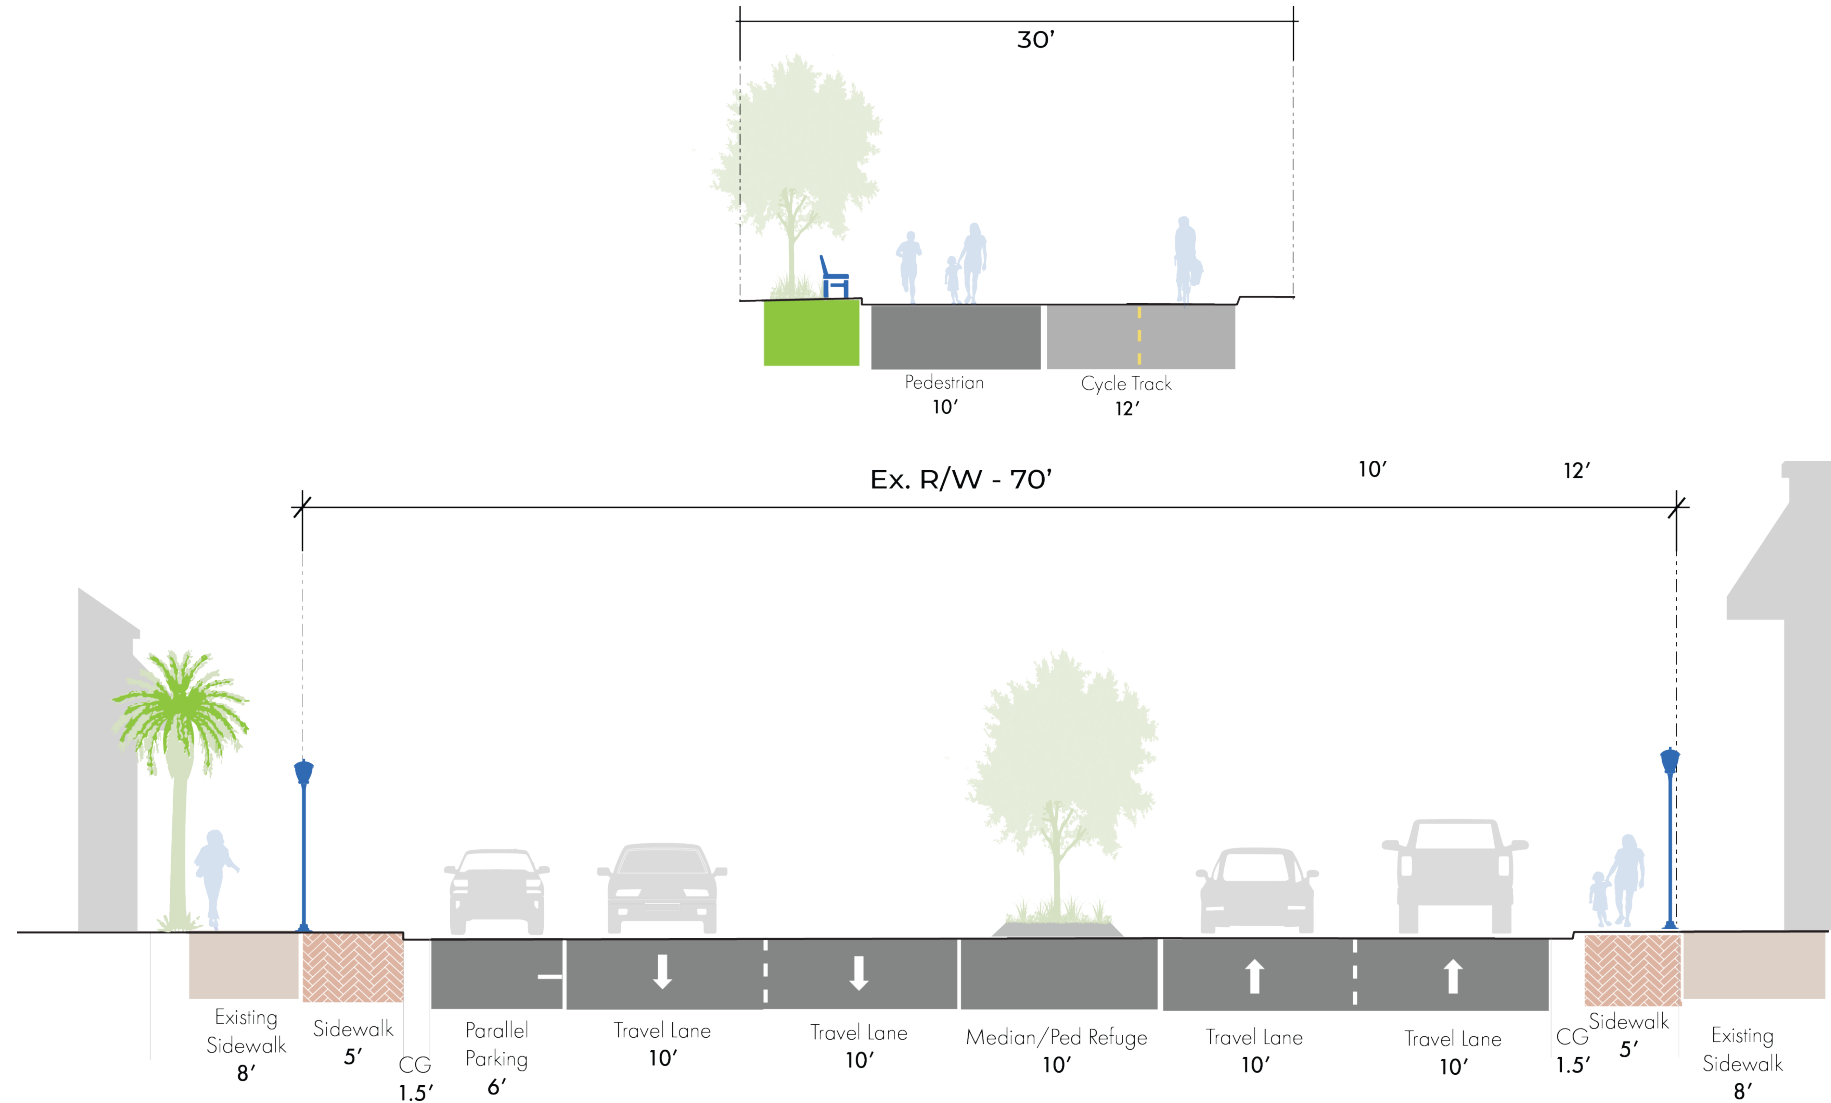 30’
Pedestrian
10’
Cycle Track
12’
Ex. R/W - 70’
10’
12’
Existing
Sidewalk
8’
Sidewalk
5’
CG
1.5’
Parallel
Parking
6’
Travel Lane
10’
Travel Lane
10’
Median/Ped Refuge
10’
Travel Lane
10’
Travel Lane
10’
CG
1.5’
Sidewalk
5’
Existing
Sidewalk
8’